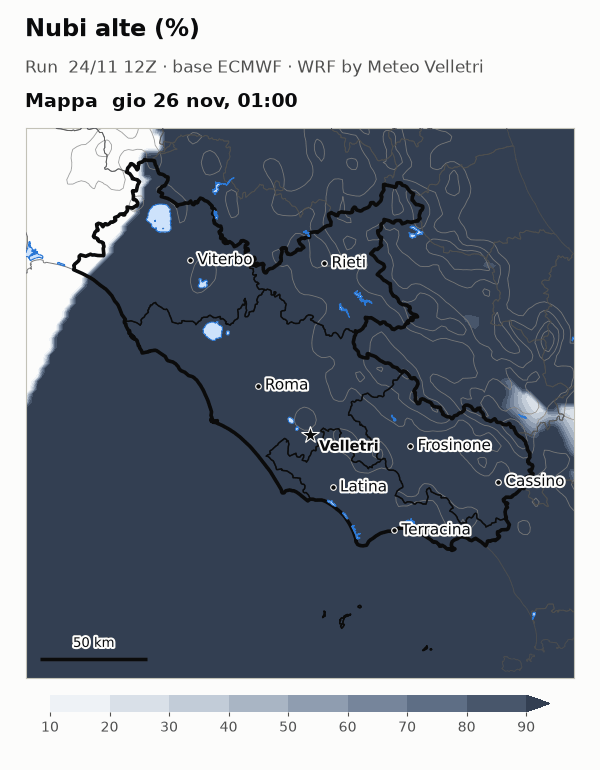 Nubi alte (%)
Run  24/11 12Z · base ECMWF · WRF by Meteo Velletri
Mappa  gio 26 nov, 01:00
Viterbo
Rieti
Roma
Velletri
Frosinone
Cassino
Latina
Terracina
50 km
10 20 30 40 50 60 70 80 90